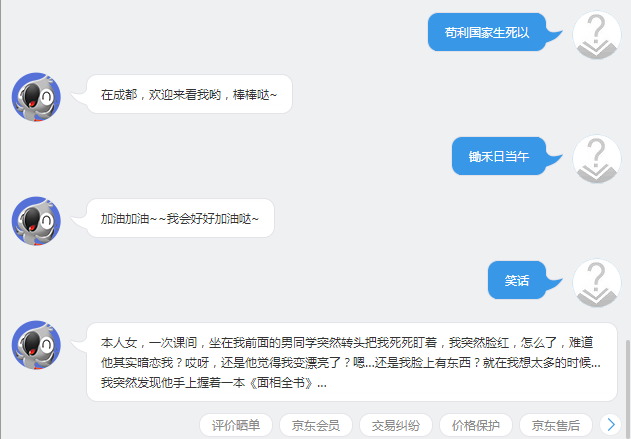 苟利国家生死以
在成都，欢迎来看我哟，棒棒哒~
锄禾日当午
加油加油~~我会好好加油哒~
笑话
本人女，一次课间，坐在我前面的男同学突然转头把我死死盯着，我突然脸红，怎么了，难道
他其实暗恋我？哎呀，还是他觉得我变漂亮了？嗯...还是我脸上有东西？就在我想太多的时候...
我突然发现他手上握着一本《面相全书》...
评价晒单 京东会员 交易纠纷 价格保护 京东售后